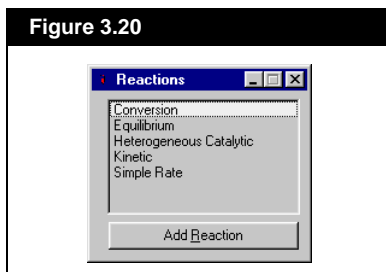 Figure 3.20
Reactions
Conversion
Equilibrium
Heterogeneous Catalytic
Kinetic
Simple Rate
Add Reaction